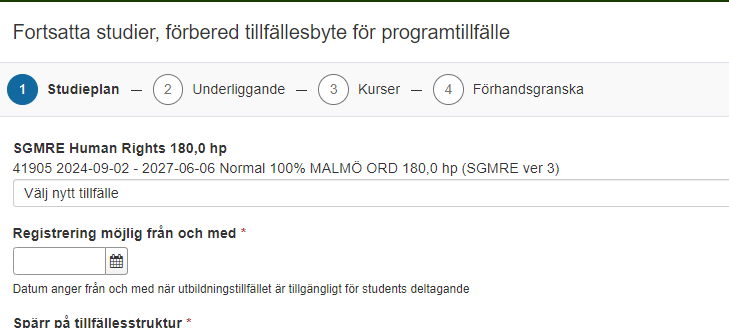 Fortsatta studier, förbered tillfällesbyte för programtillfälle
1 Studieplan — 2 Underliggande — 3 Kurser — 4 Förhandsgranska
SGMRE Human Rights 180,0 hp
41905 2024-09-02 - 2027-06-06 Normal 100% MALMÖ ORD 180,0 hp (SGMRE ver 3)
Välj nytt tillfälle
Registrering möjlig från och med *
Datum anger från och med när utbildningstillfället är tillgängligt för students deltagande
Spärr på tillfällesstruktur *